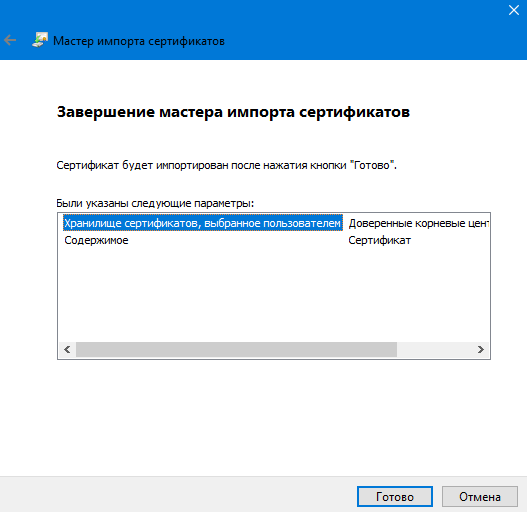 Мастер импорта сертификатов
Завершение мастера импорта сертификатов
Сертификат будет импортирован после нажатия кнопки "Готово".
Были указаны следующие параметры:
Хранилище сертификатов, выбранное пользователем Доверенные корневые цент
Содержимое Сертификат
Готово Отмена